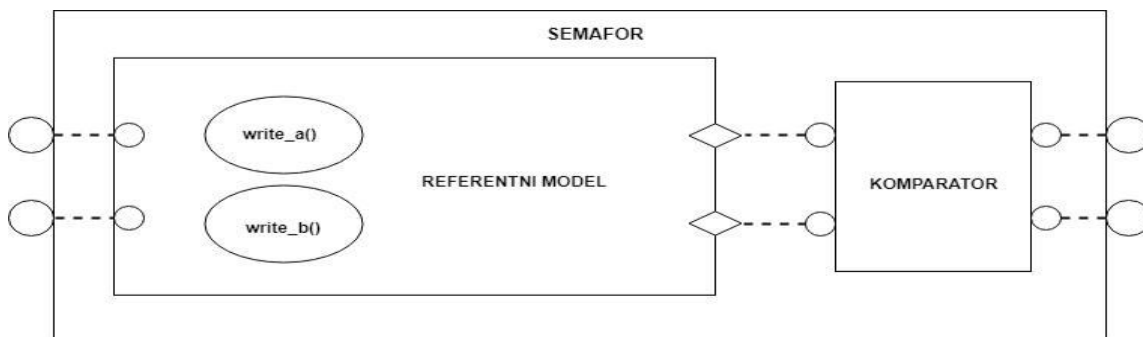 SEMAFOR
write_a()
REFERENTNI MODEL
KOMPARATOR
write_b()